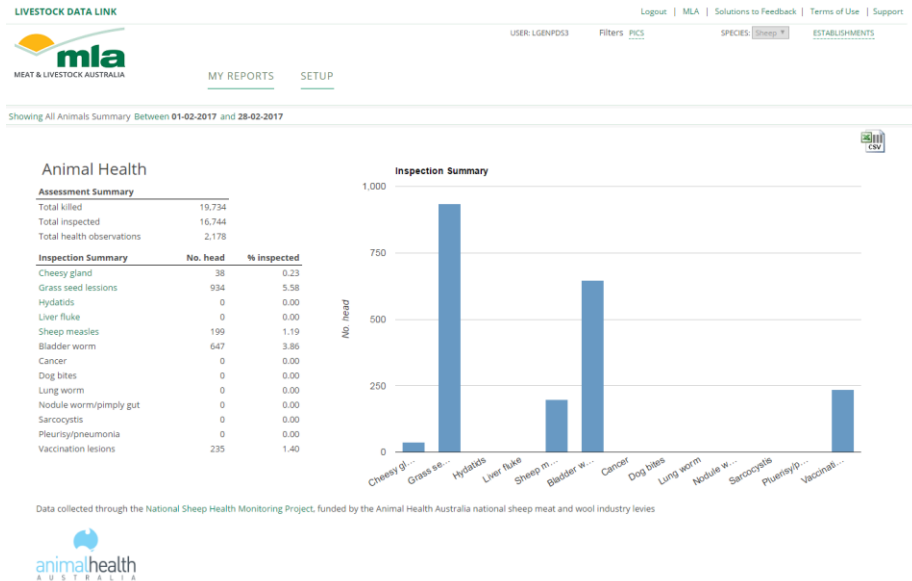 LIVESTOCK DATA LINK
Logout | MLA | Solutions to Feedback | Terms of Use | Support
USER: LGENPDS3 Filters PICS SPECIES: Sheep ESTABLISHMENTS
mla
MEAT & LIVESTOCK AUSTRALIA
MY REPORTS SETUP
Showing All Animals Summary Between 01-02-2017 and 28-02-2017
CSV
Animal Health
Assessment Summary
Total killed 19,734
Total inspected 16,744
Total health observations 2,178
Inspection Summary No. head % inspected
Cheesy gland 38 0.23
Grass seed lessions 934 5.58
Hydatids 0 0.00
Liver fluke 0 0.00
Sheep measles 199 1.19
Bladder worm 647 3.86
Cancer 0 0.00
Dog bites 0 0.00
Lung worm 0 0.00
Nodule worm/pimply gut 0 0.00
Sarcocystis 0 0.00
Pleurisy/pneumonia 0 0.00
Vaccination lesions 235 1.40
Inspection Summary
1,000
750
500
250
0
No. head
Cheesy gl... Grass se... Hydatids Liver fluke Sheep m... Bladder w... Cancer Dog bites Lung worm Nodule w... Sarcocystis Pluerisy/p... Vaccinati...
Data collected through the National Sheep Health Monitoring Project, funded by the Animal Health Australia national sheep meat and wool industry levies
animalhealth
AUSTRALIA